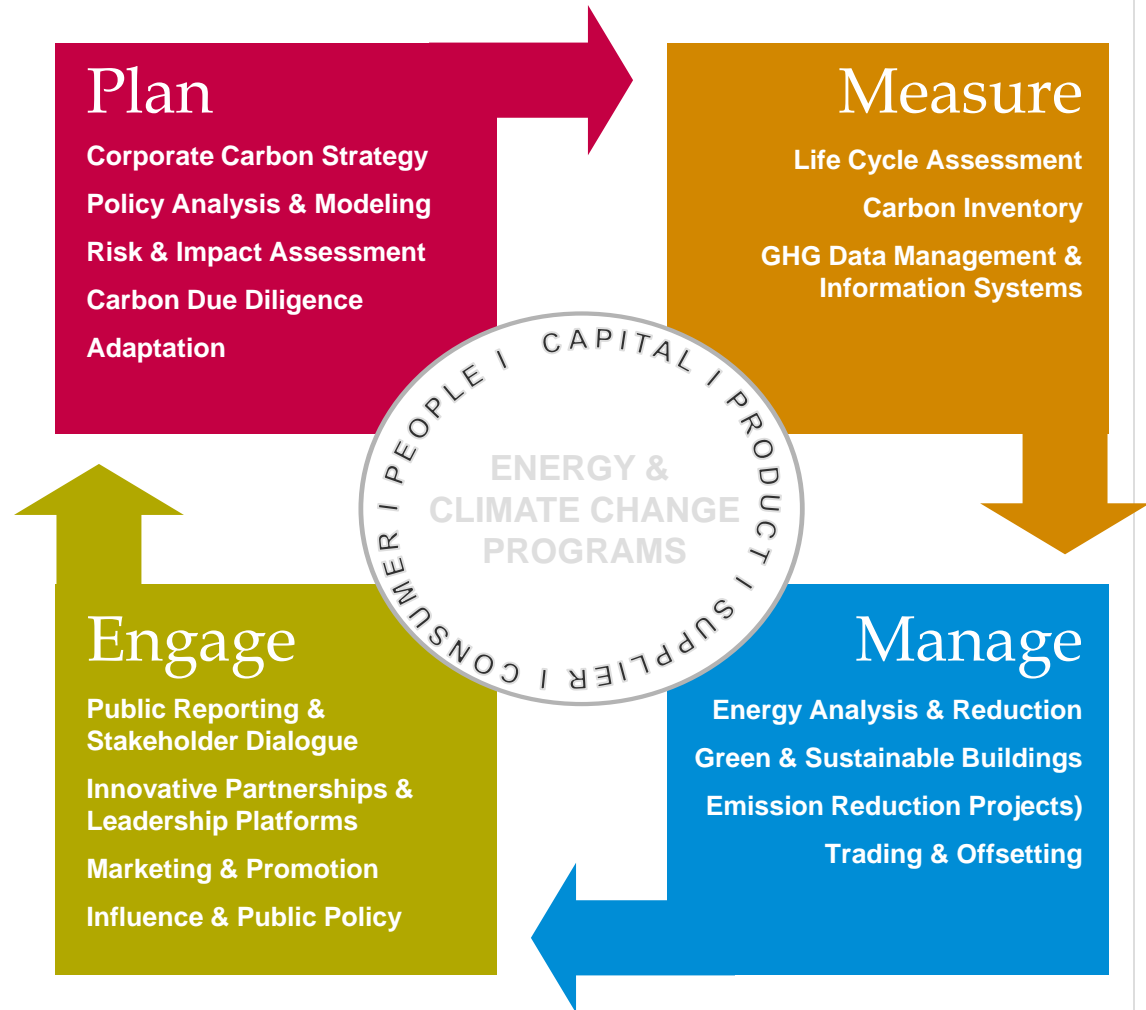 Plan
Corporate Carbon Strategy
Policy Analysis & Modeling
Risk & Impact Assessment
Carbon Due Diligence
Adaptation
Measure
Life Cycle Assessment
Carbon Inventory
GHG Data Management &
Information Systems
CAPITAL I PRODUCT I SUPPLIER I CONSUMER I PEOPLE I
ENERGY &
CLIMATE CHANGE
PROGRAMS
Engage
Public Reporting &
Stakeholder Dialogue
Innovative Partnerships &
Leadership Platforms
Marketing & Promotion
Influence & Public Policy
Manage
Energy Analysis & Reduction
Green & Sustainable Buildings
Emission Reduction Projects)
Trading & Offsetting